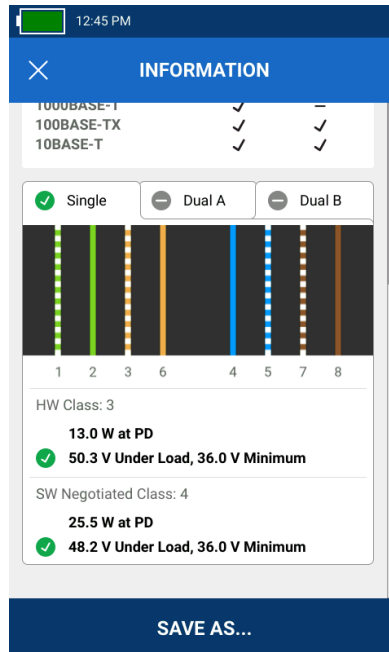 12:45 PM
INFORMATION
1000BASE-T
100BASE-TX
10BASE-T
Single
Dual A
Dual B
1 2 3 6 4 5 7 8
HW Class: 3
13.0 W at PD
50.3 V Under Load, 36.0 V Minimum
SW Negotiated Class: 4
25.5 W at PD
48.2 V Under Load, 36.0 V Minimum
SAVE AS...